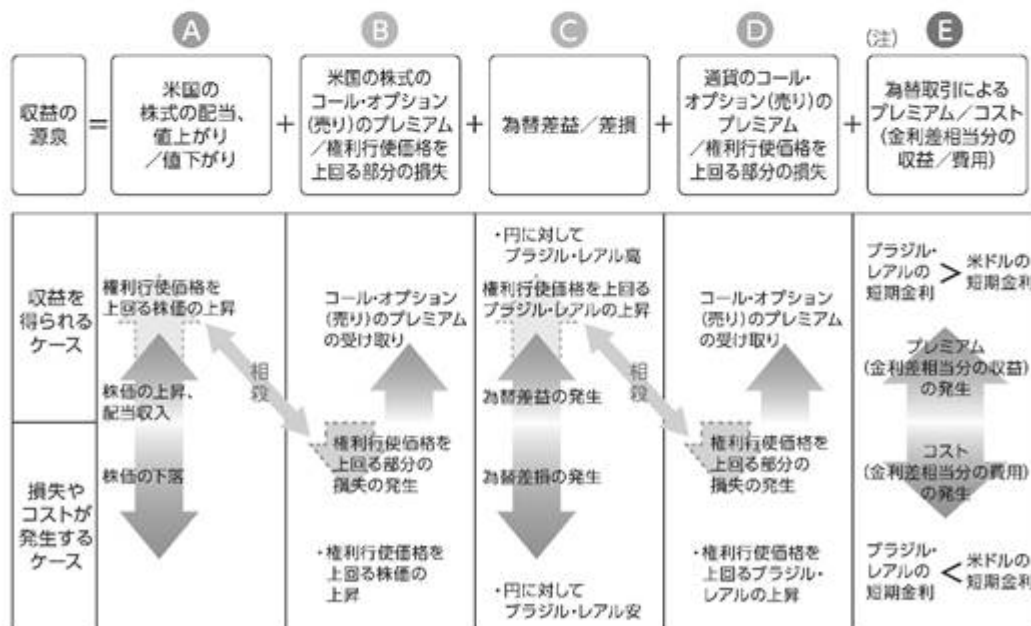 A
B
C
D
(注) E
収益の
源泉
=
米国の
株式の配当、
値上がり
/値下がり
+
米国の株式の
コール・オプション
(売り)のプレミアム
/権利行使価格を
上回る部分の損失
+
為替差益/差損
+
通貨のコール・
オプション(売り)の
プレミアム
/権利行使価格を
上回る部分の損失
+
為替取引による
プレミアム/コスト
(金利差相当分の
収益/費用)
収益を
得られる
ケース
権利行使価格を
上回る株価の上昇
株価の上昇、
配当収入
相殺
コール・オプション
(売り)のプレミアム
の受け取り
・円に対して
ブラジル・レアル高
権利行使価格を上回る
ブラジル・レアルの上昇
為替差益の発生
相殺
コール・オプション
(売り)のプレミアム
の受け取り
ブラジル・
レアルの
短期金利
>
米ドルの
短期金利
プレミアム
(金利差相当分の収益)
の発生
損失や
コストが
発生する
ケース
株価の下落
権利行使価格を
上回る部分の
損失の発生
・権利行使価格を
上回る株価の
上昇
為替差損の発生
・円に対して
ブラジル・レアル安
権利行使価格を
上回る部分の
損失の発生
・権利行使価格を
上回るブラジル・
レアルの上昇
コスト
(金利差相当分の費用)
の発生
ブラジル・
レアルの
短期金利
<
米ドルの
短期金利